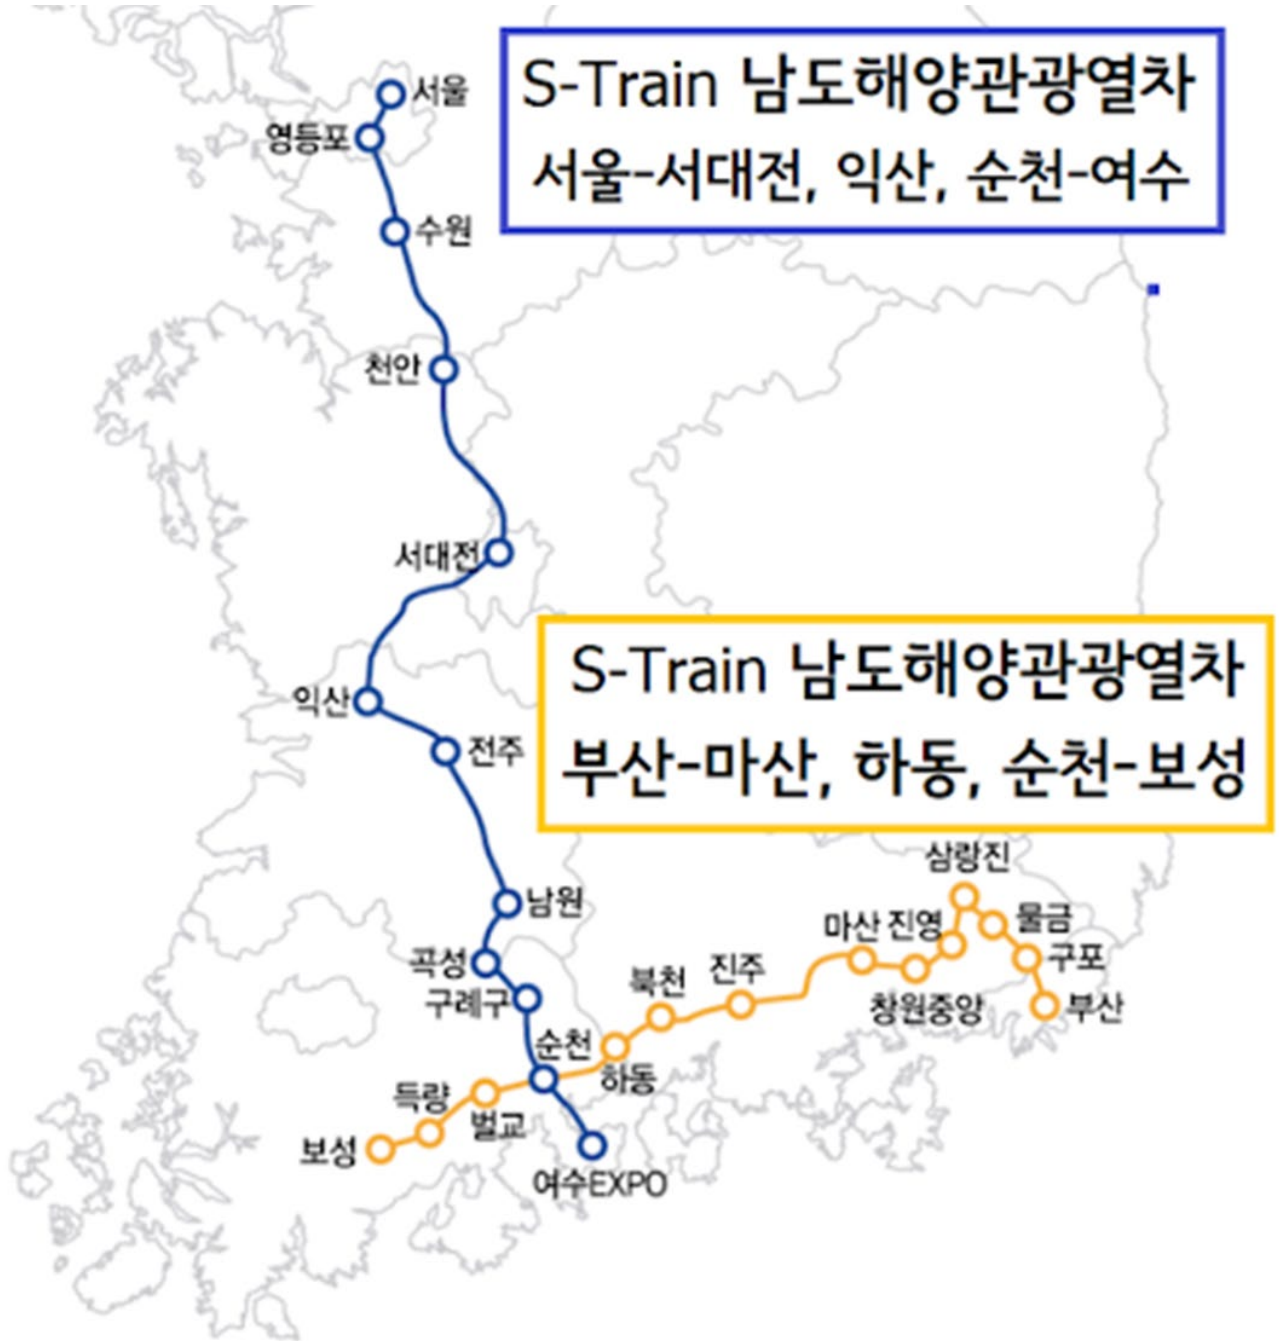 S-Train 남도해양관광열차
서울-서대전, 익산, 순천-여수
서울
영등포
수원
천안
서대전
익산
전주
S-Train 남도해양관광열차
부산-마산, 하동, 순천-보성
남원
곡성
구례구
순천
여수EXPO
삼랑진
물금
구포
부산
마산 진영
창원중앙
진주
북천
하동
벌교
득량
보성